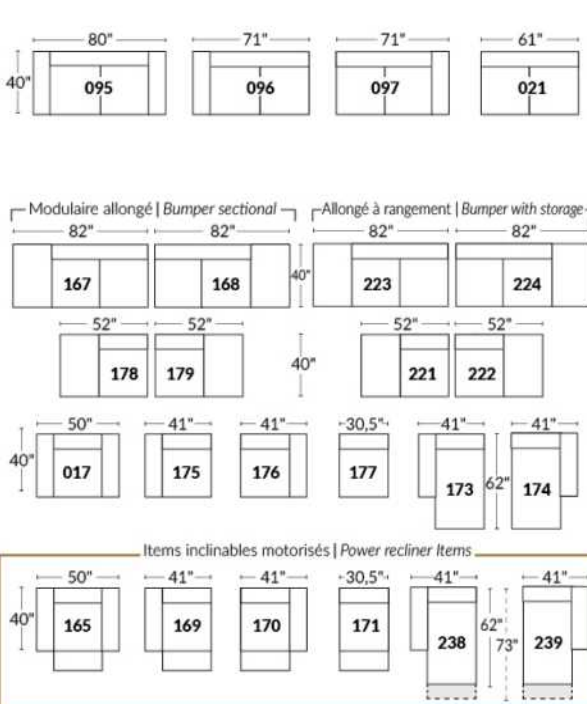 80" 71" 71" 61"
40" 095 096 097 021
Modulaire allongé | Bumper sectional Allongé à rangement | Bumper with storage
82" 82" 82" 82"
167 168 40" 223 224
52" 52" 52" 52"
178 179 40" 221 222
50" 41" 41" 30,5" 41" 41"
40" 017 175 176 177 173 62" 174
Items inclinables motorisés | Power recliner Items
50" 41" 41" 30,5" 41" 41"
40" 165 169 170 171 238 62" 73" 239